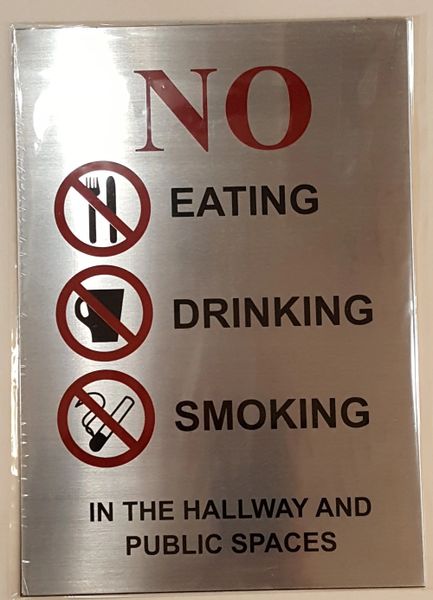 NO
EATING
DRINKING
SMOKING
IN THE HALLWAY AND
PUBLIC SPACES